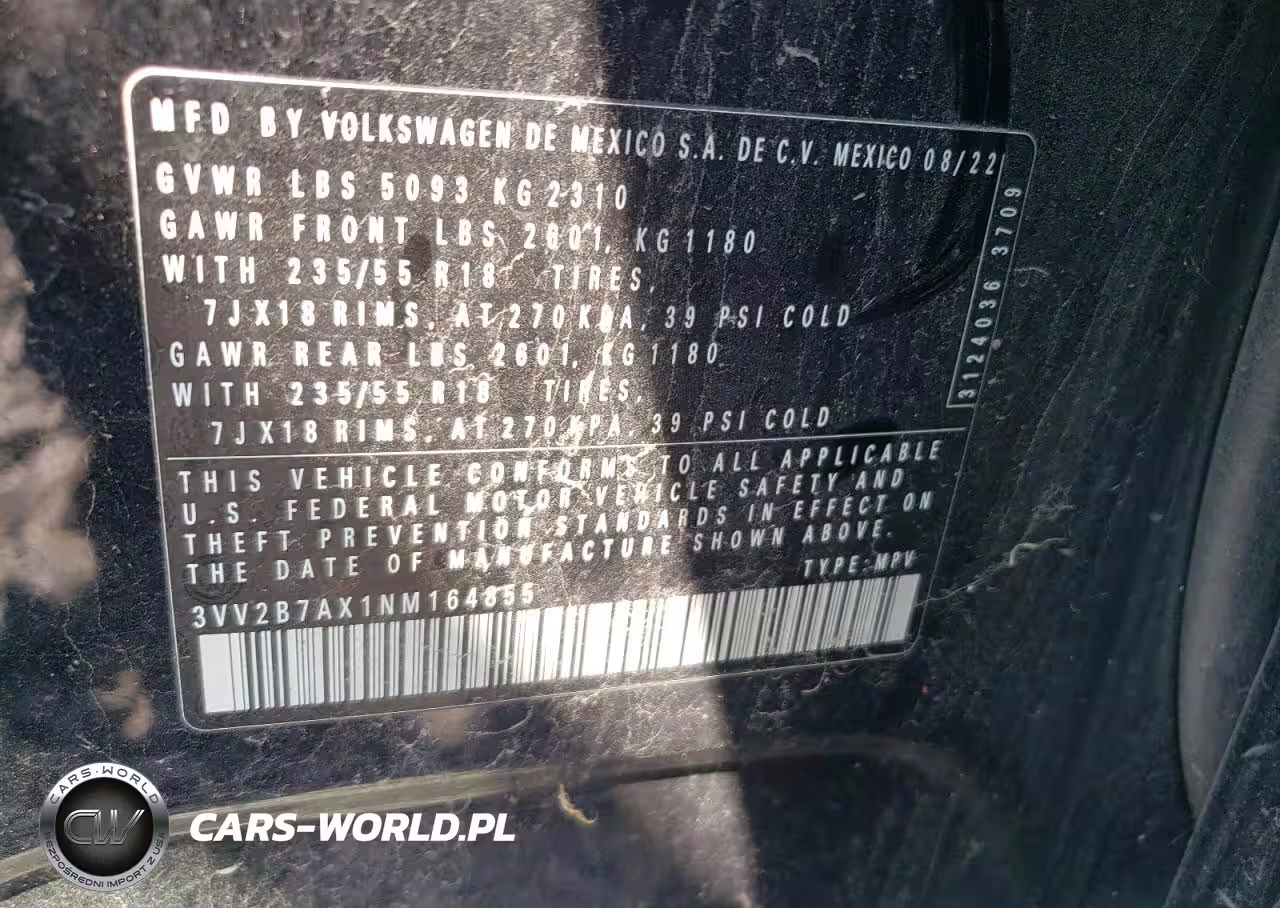 MFD BY VOLKSWAGEN DE MEXICO S.A. DE C.V. MEXICO 08/22
GVWR LBS 5093 KG 2310
GAWR FRONT LBS 2601, KG 1180
WITH 235/55 R18 TIRES,
7JX18 RIMS, AT 270 KPA, 39 PSI COLD
GAWR REAR LBS 2601, KG 1180
WITH 235/55 R18 TIRES,
7JX18 RIMS, AT 270 KPA, 39 PSI COLD
3124036 3709
THIS VEHICLE CONFORMS TO ALL APPLICABLE
U.S. FEDERAL MOTOR VEHICLE SAFETY AND
THEFT PREVENTION STANDARDS IN EFFECT ON
THE DATE OF MANUFACTURE SHOWN ABOVE.
TYPE:MPV
3VV2B7AX1NM164855
CARS-WORLD
CW
BEZPOŚREDNI IMPORT Z USA
CARS-WORLD.PL